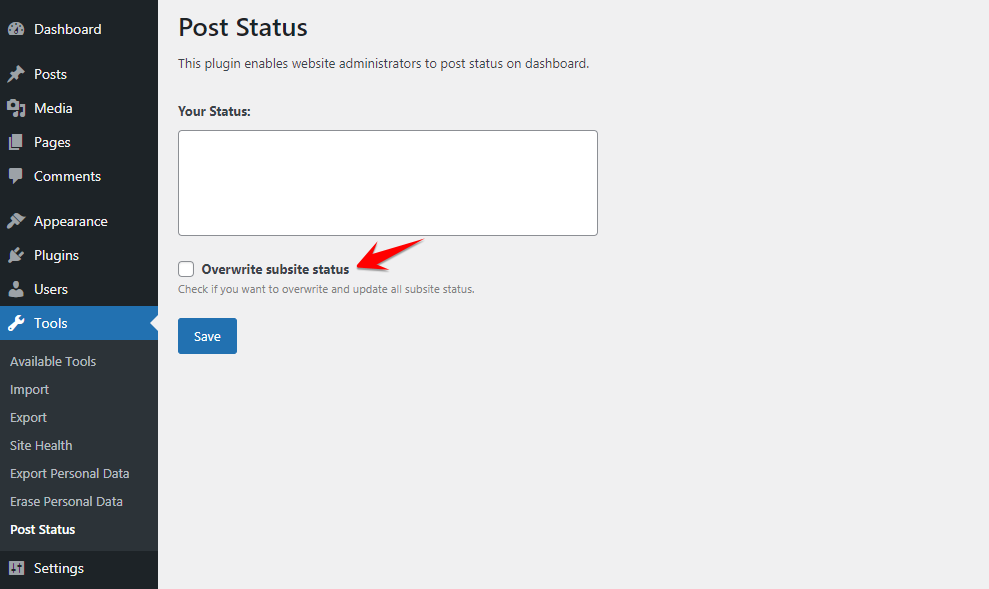 Dashboard
Posts
Media
Pages
Comments
Appearance
Plugins
Users
Tools
Available Tools
Import
Export
Site Health
Export Personal Data
Erase Personal Data
Post Status
Settings
Post Status
This plugin enables website administrators to post status on dashboard.
Your Status:
Overwrite subsite status
Check if you want to overwrite and update all subsite status.
Save